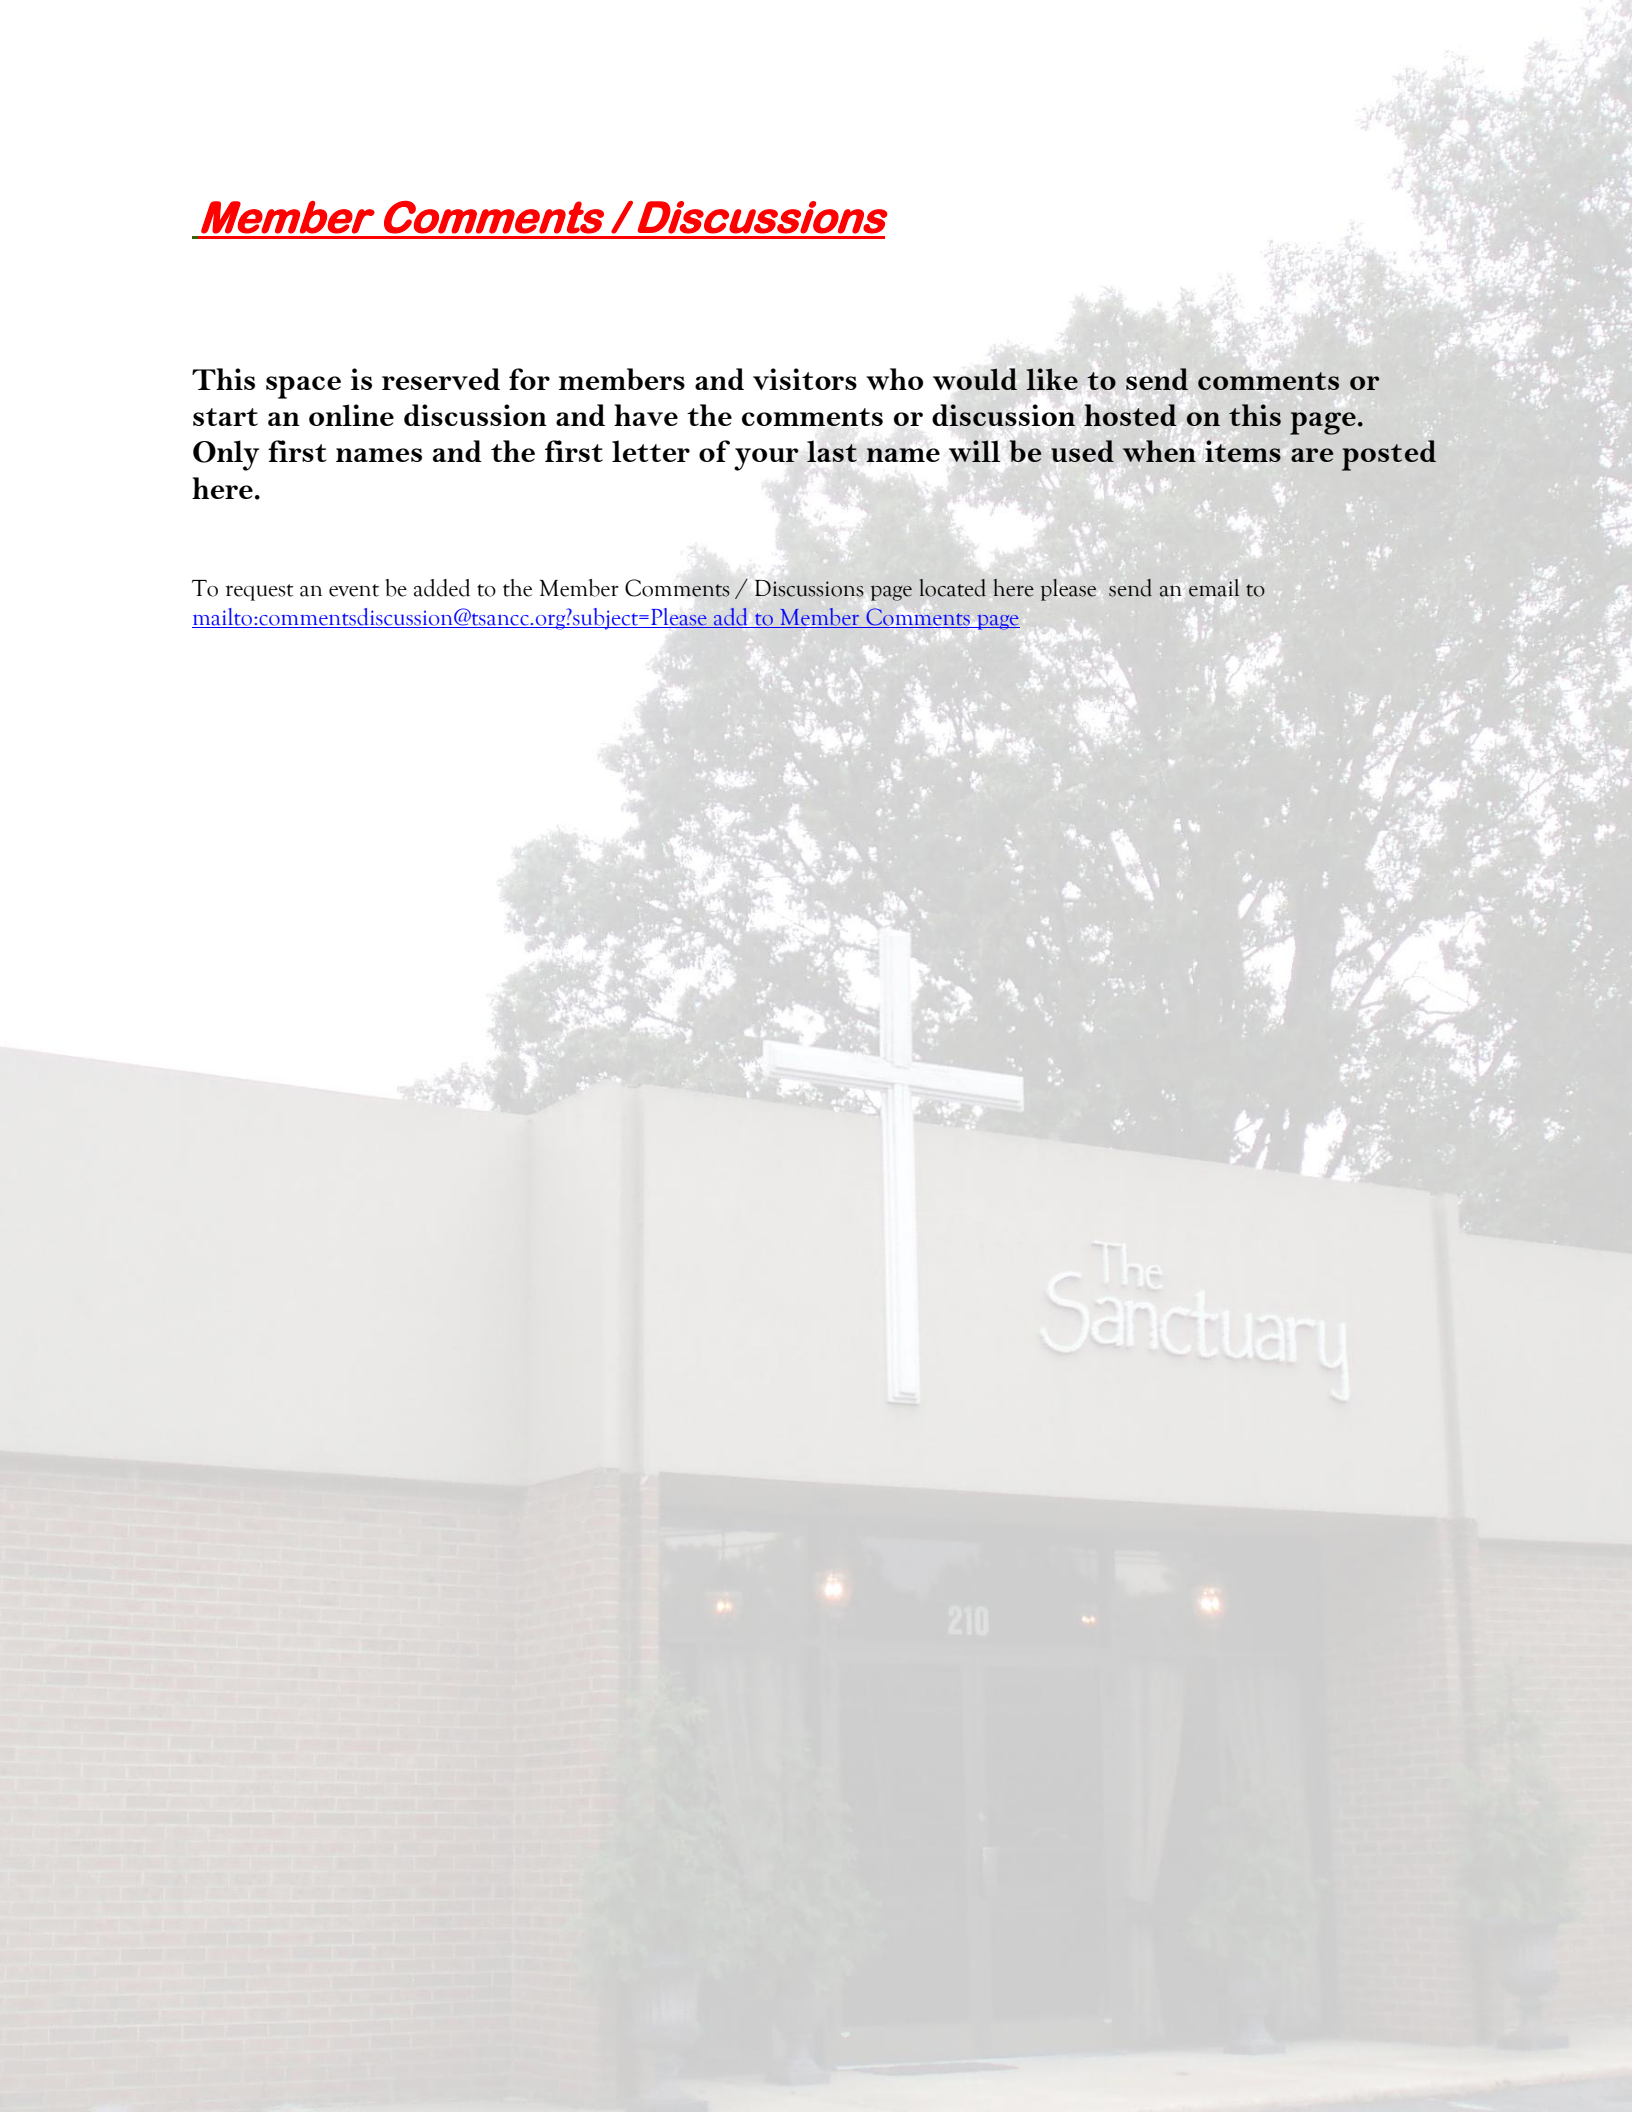 Member Comments / Discussions
This space is reserved for members and visitors who would like to send comments or
start an online discussion and have the comments or discussion hosted on this page.
Only first names and the first letter of your last name will be used when items are posted
here.
To request an event be added to the Member Comments / Discussions page located here please  send an email to
mailto:commentsdiscussion@tsancc.org?subject=Please add to Member Comments page
The
Sanctuary
210